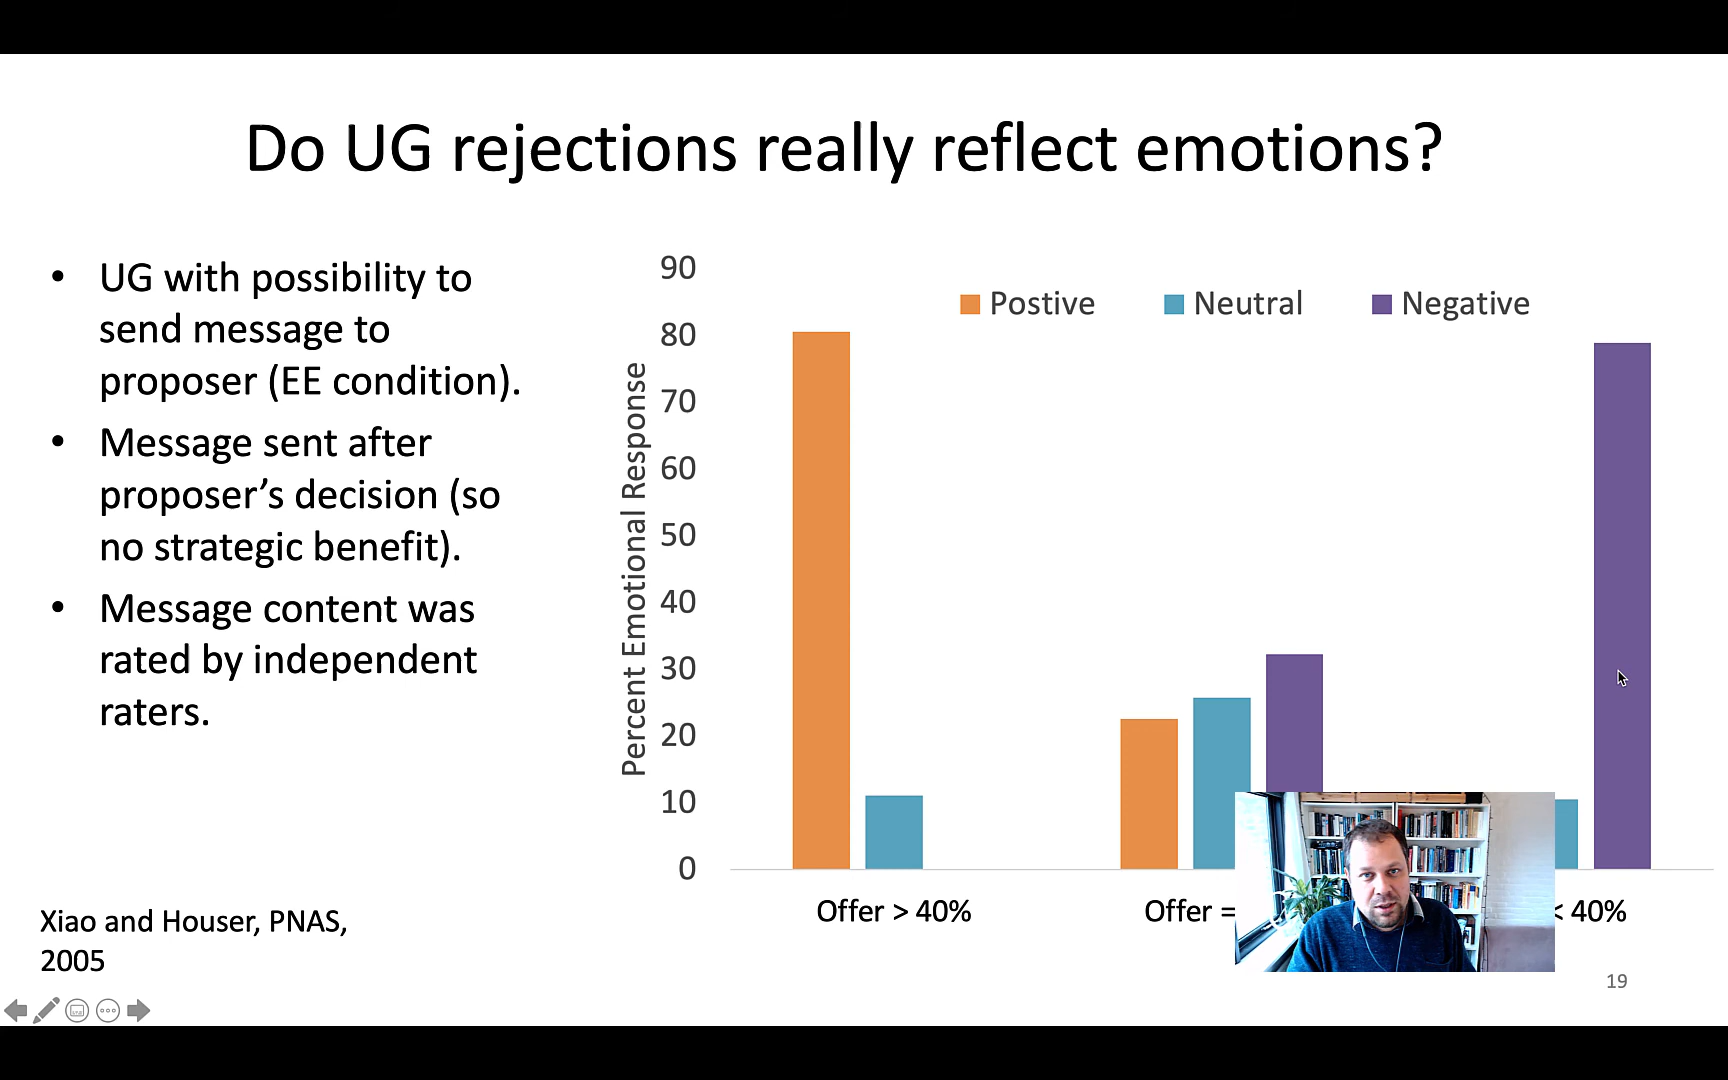 Do UG rejections really reflect emotions?
• UG with possibility to
send message to
proposer (EE condition).
• Message sent after
proposer’s decision (so
no strategic benefit).
• Message content was
rated by independent
raters.
Xiao and Houser, PNAS,
2005
Percent Emotional Response
90
80
70
60
50
40
30
20
10
0
Postive
Neutral
Negative
Offer > 40%
Offer =
< 40%
19